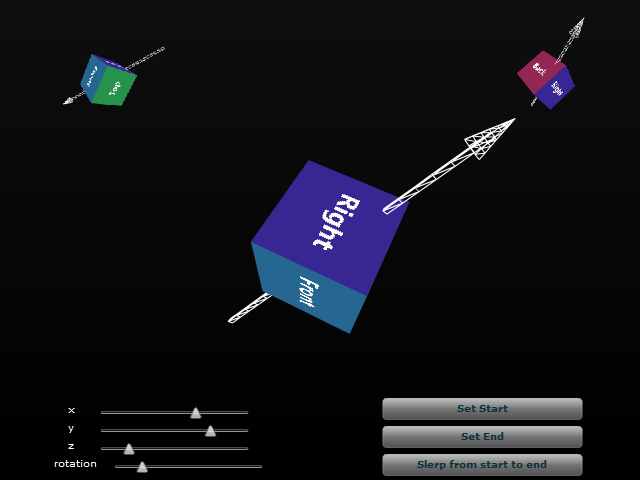 Top
Back
Right
Right
Front
x
y
z
rotation
Set Start
Set End
Slerp from start to end